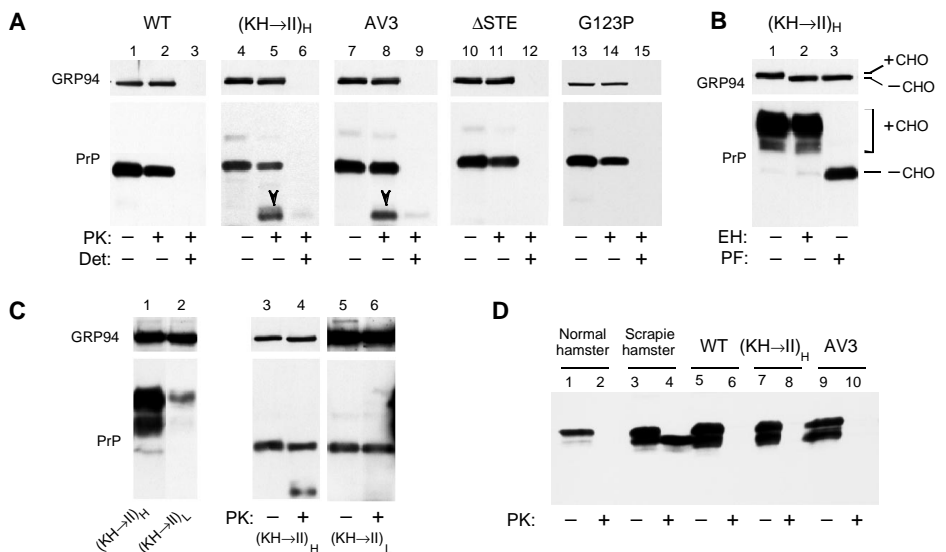 A
WT (KH→II)H AV3 ΔSTE G123P
1 2 3 4 5 6 7 8 9 10 11 12 13 14 15
GRP94
PrP
PK: – + + – + + – + + – + + – + +
Det: – – + – – + – – + – – + – – +
B
(KH→II)H
1 2 3
GRP94
+CHO
–CHO
PrP
+CHO
–CHO
EH: – + –
PF: – – +
C
1 2 3 4 5 6
GRP94
PrP
(KH→II)H (KH→II)L
PK: – + – +
(KH→II)H (KH→II)L
D
Normal hamster Scrapie hamster WT (KH→II)H AV3
1 2 3 4 5 6 7 8 9 10
PK: – + – + – + – + – +